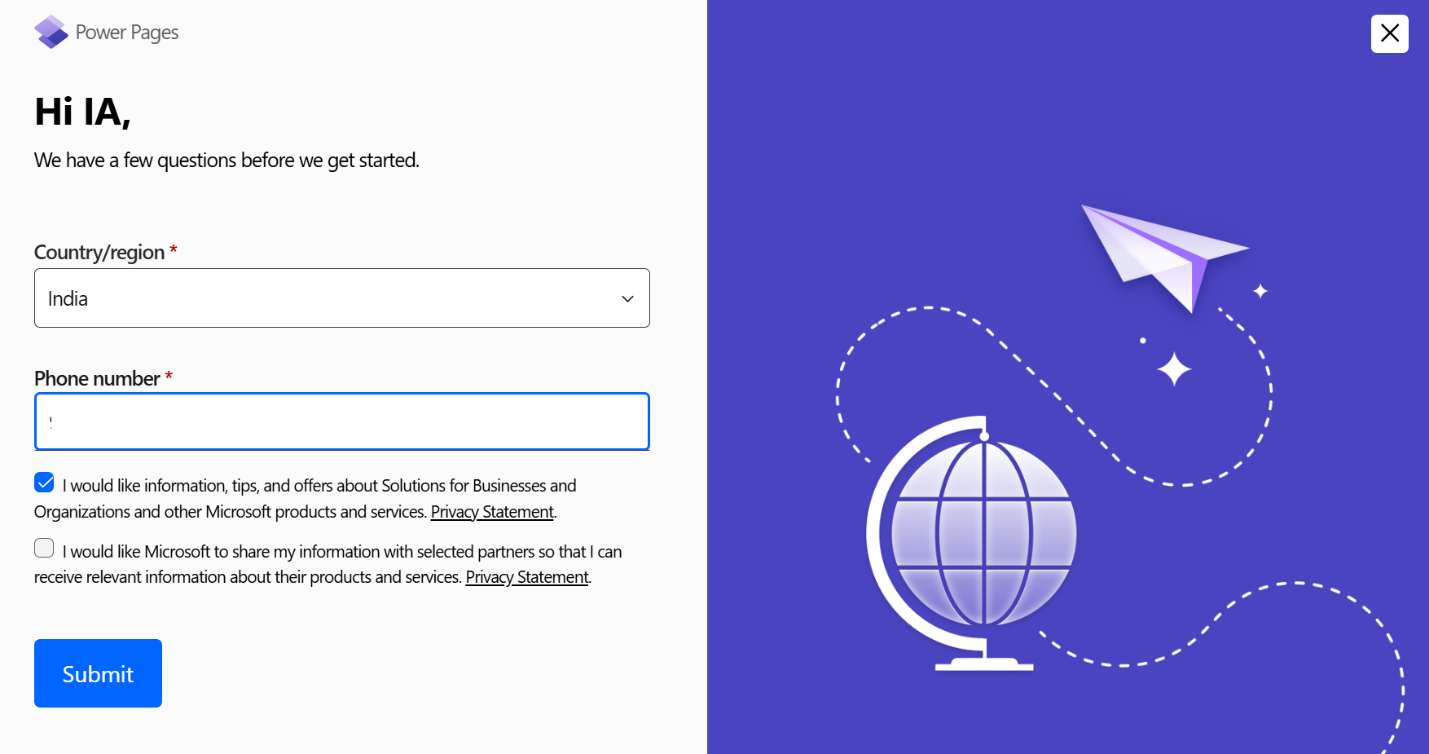 Power Pages
Hi IA,
We have a few questions before we get started.
Country/region *
India
Phone number *
I would like information, tips, and offers about Solutions for Businesses and
Organizations and other Microsoft products and services. Privacy Statement.
I would like Microsoft to share my information with selected partners so that I can
receive relevant information about their products and services. Privacy Statement.
Submit